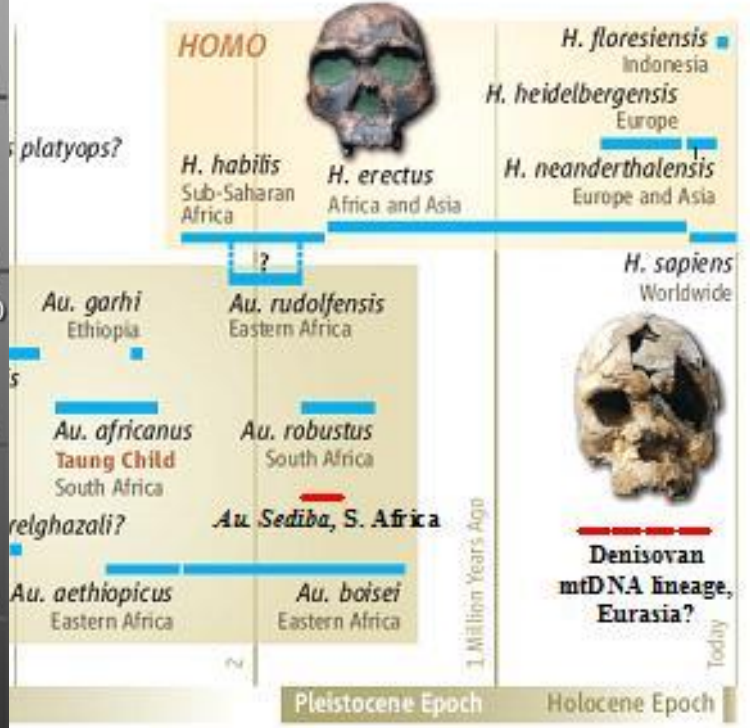 HOMO
H. floresiensis
Indonesia
H. heidelbergensis
Europe
s platyops?
H. habilis
Sub-Saharan
Africa
H. erectus
Africa and Asia
H. neanderthalensis
Europe and Asia
?
H. sapiens
Worldwide
Au. garhi
Ethiopia
Au. rudolfensis
Eastern Africa
s
Au. africanus
Taung Child
South Africa
Au. robustus
South Africa
Au. Sediba, S. Africa
relghazali?
Au. aethiopicus
Eastern Africa
Au. boisei
Eastern Africa
Denisovan
mtDNA lineage,
Eurasia?
2
1 Million Years Ago
Today
Pleistocene Epoch
Holocene Epoch